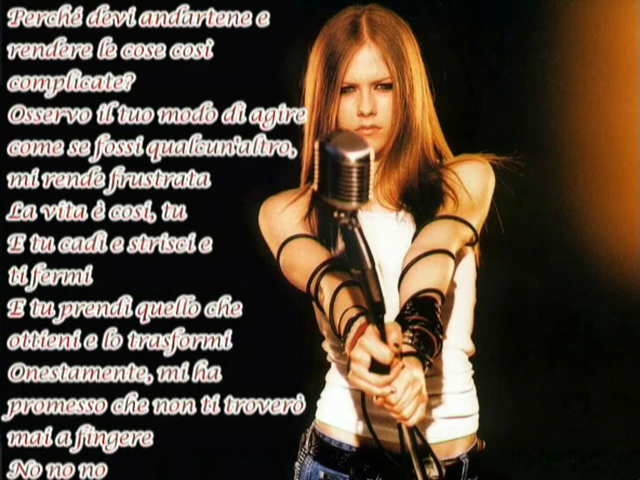 Perché devi andartene e
rendere le cose così
complicate?
Osservo il tuo modo di agire
come se fossi qualcun'altro,
mi rende frustrata
La vita è così, tu
E tu cadi e strisci e
ti fermi
E tu prendi quello che
ottieni e lo trasformi
Onestamente, mi ha
promesso che non ti troverò
mai a fingere
No no no